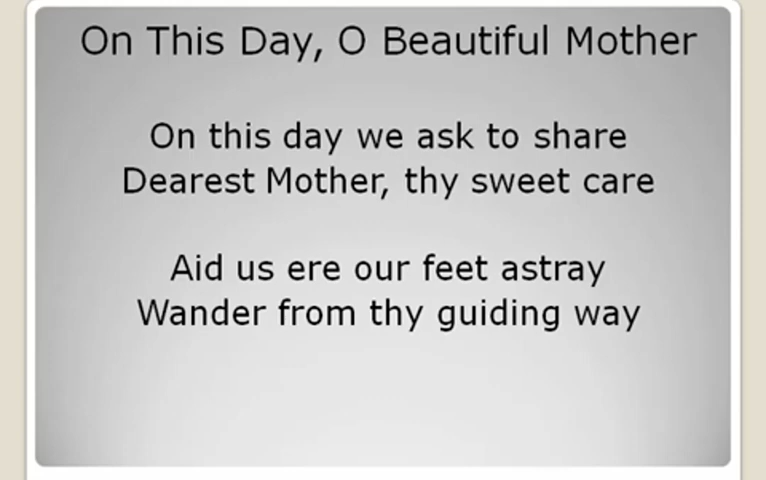 On This Day, O Beautiful Mother
On this day we ask to share
Dearest Mother, thy sweet care
Aid us ere our feet astray
Wander from thy guiding way